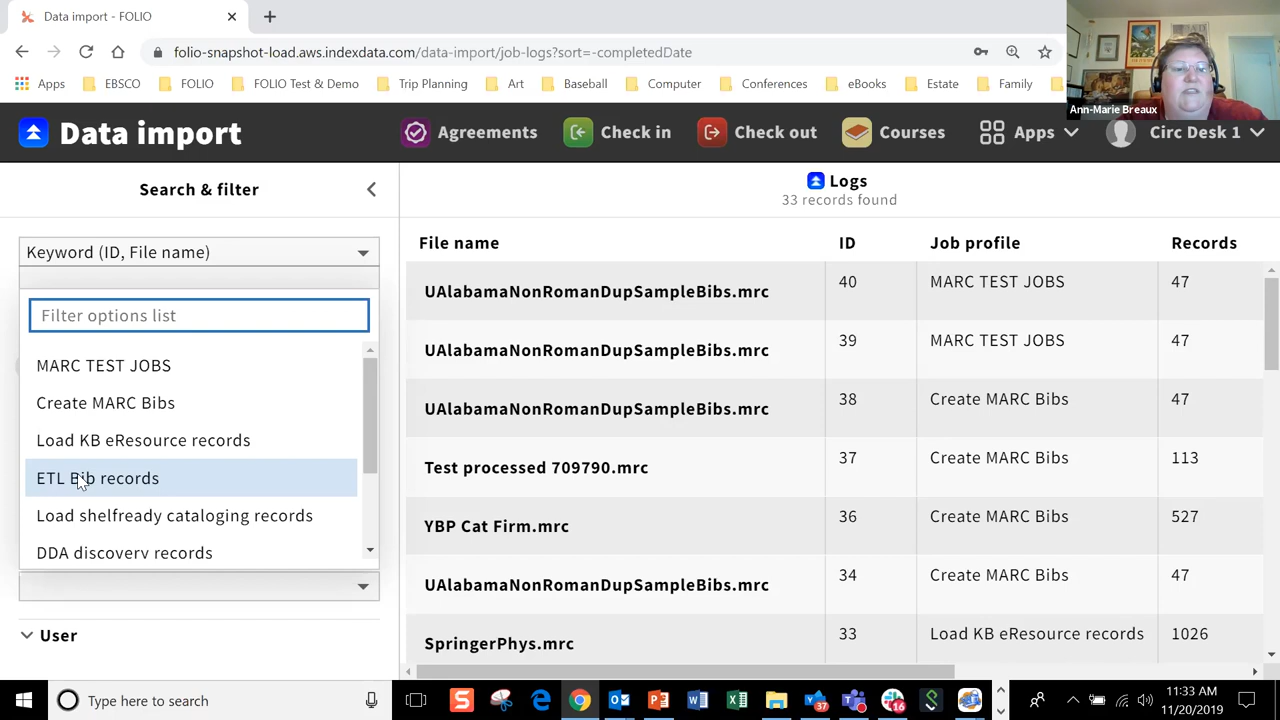 Data import - FOLIO
folio-snapshot-load.aws.indexdata.com/data-import/job-logs?sort=-completedDate
Apps EBSCO FOLIO FOLIO Test & Demo Trip Planning Art Baseball Computer Conferences eBooks Estate Family
Ann-Marie Breaux
Data import Agreements Check in Check out Courses Apps Circ Desk 1
Search & filter
Logs
33 records found
Keyword (ID, File name)
Filter options list
MARC TEST JOBS
Create MARC Bibs
Load KB eResource records
ETL Bib records
Load shelfready cataloging records
DDA discovery records
User
File name ID Job profile Records
UAlabamaNonRomanDupSampleBibs.mrc 40 MARC TEST JOBS 47
UAlabamaNonRomanDupSampleBibs.mrc 39 MARC TEST JOBS 47
UAlabamaNonRomanDupSampleBibs.mrc 38 Create MARC Bibs 47
Test processed 709790.mrc 37 Create MARC Bibs 113
YBP Cat Firm.mrc 36 Create MARC Bibs 527
UAlabamaNonRomanDupSampleBibs.mrc 34 Create MARC Bibs 47
SpringerPhys.mrc 33 Load KB eResource records 1026
Type here to search
37
16
11:33 AM
11/20/2019